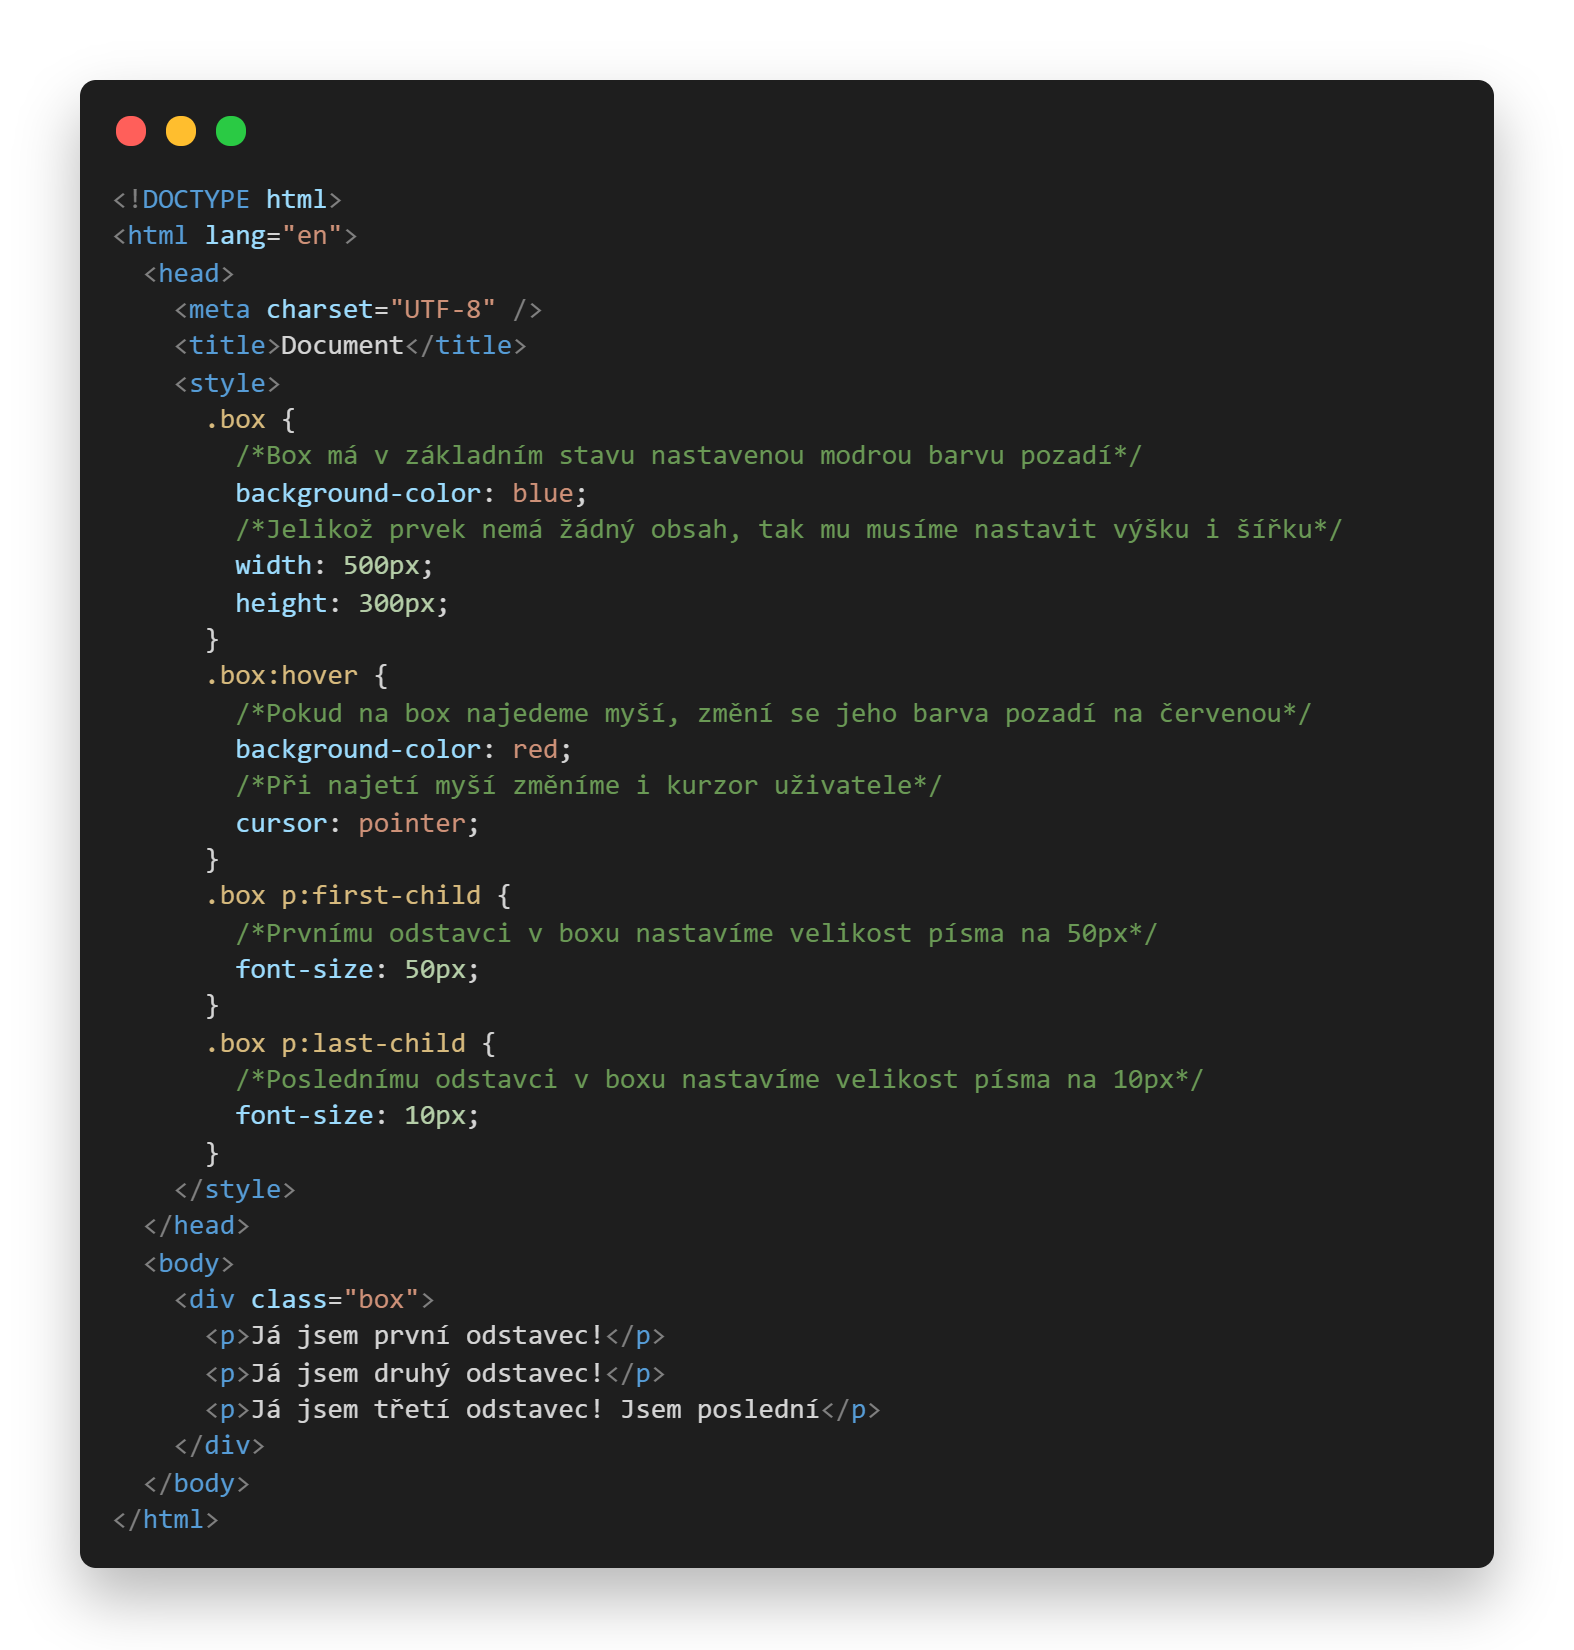 <!DOCTYPE html>
<html lang="en">
  <head>
    <meta charset="UTF-8" />
    <title>Document</title>
    <style>
      .box {
        /*Box má v základním stavu nastavenou modrou barvu pozadí*/
        background-color: blue;
        /*Jelikož prvek nemá žádný obsah, tak mu musíme nastavit výšku i šířku*/
        width: 500px;
        height: 300px;
      }
      .box:hover {
        /*Pokud na box najedeme myší, změní se jeho barva pozadí na červenou*/
        background-color: red;
        /*Při najetí myší změníme i kurzor uživatele*/
        cursor: pointer;
      }
      .box p:first-child {
        /*Prvnímu odstavci v boxu nastavíme velikost písma na 50px*/
        font-size: 50px;
      }
      .box p:last-child {
        /*Poslednímu odstavci v boxu nastavíme velikost písma na 10px*/
        font-size: 10px;
      }
    </style>
  </head>
  <body>
    <div class="box">
      <p>Já jsem první odstavec!</p>
      <p>Já jsem druhý odstavec!</p>
      <p>Já jsem třetí odstavec! Jsem poslední</p>
    </div>
  </body>
</html>